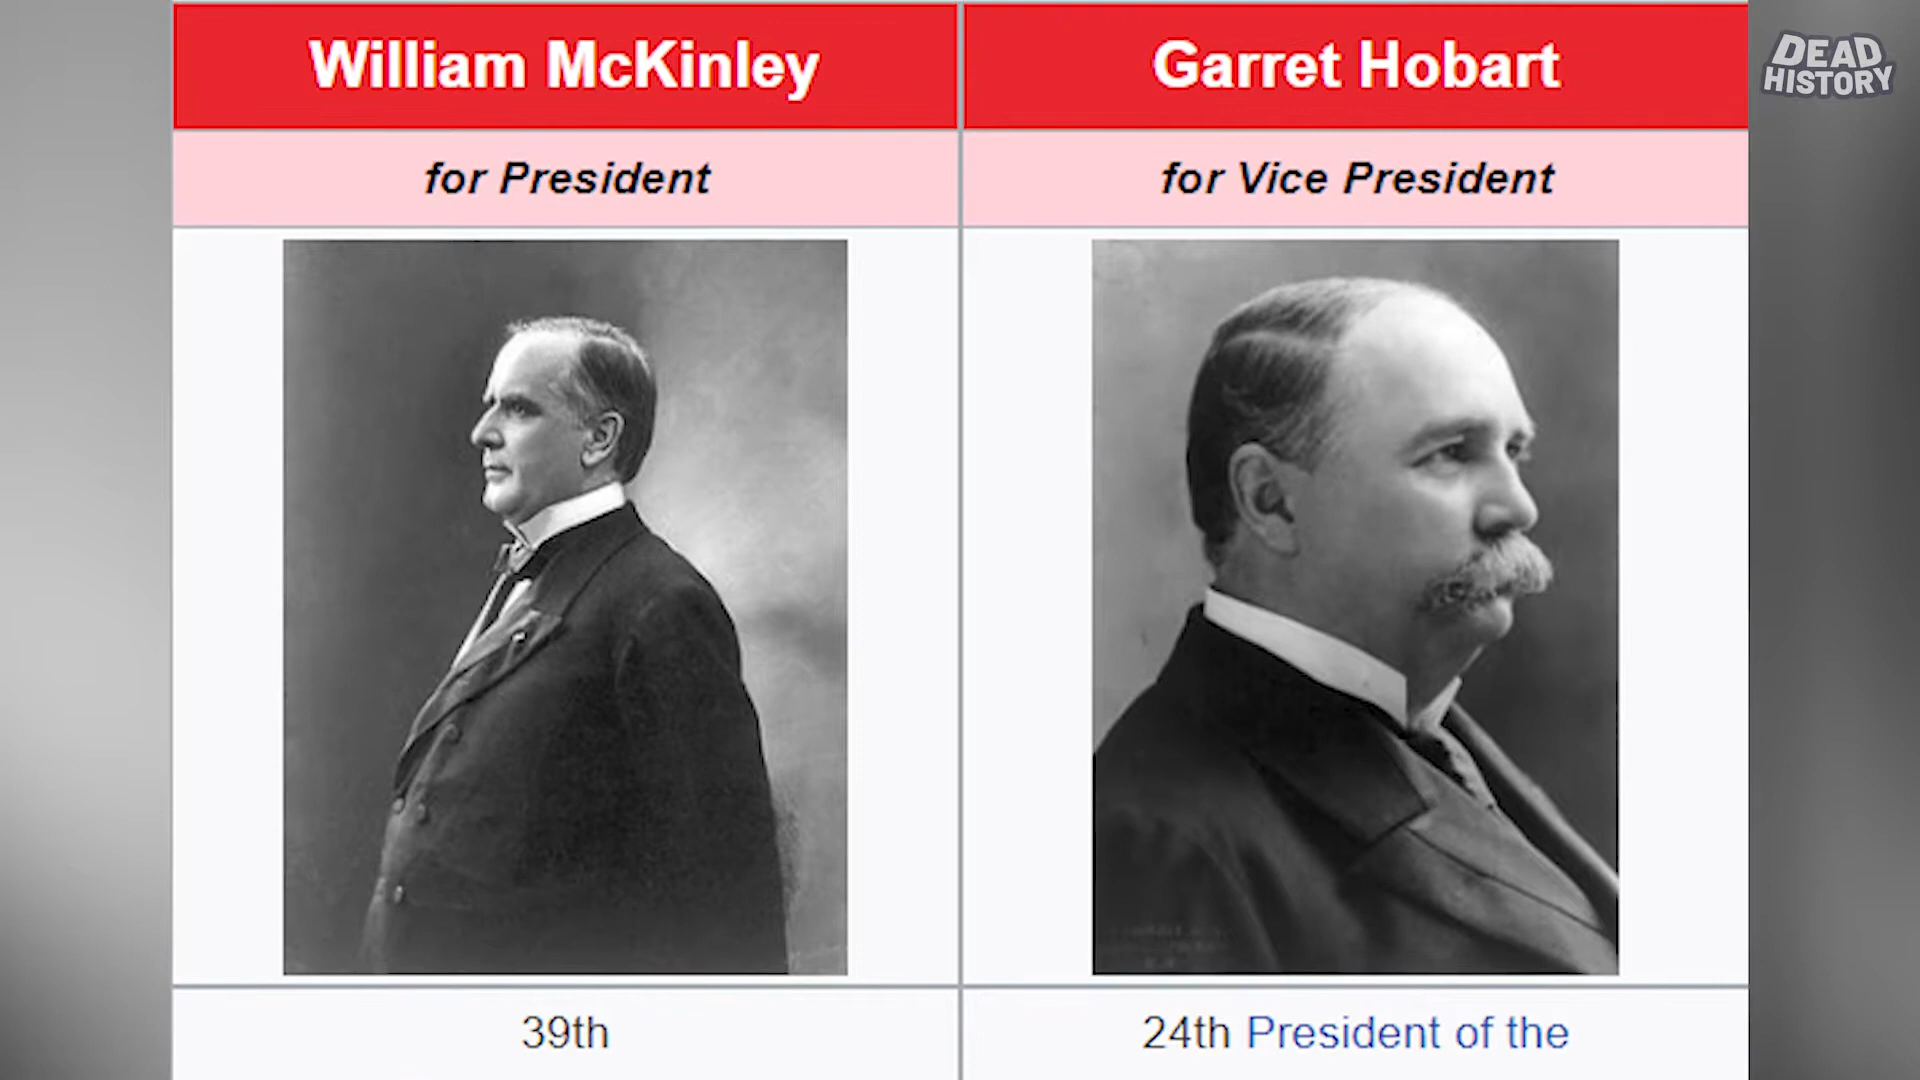 William McKinley
Garret Hobart
DEAD
HISTORY
for President
for Vice President
39th
24th President of the